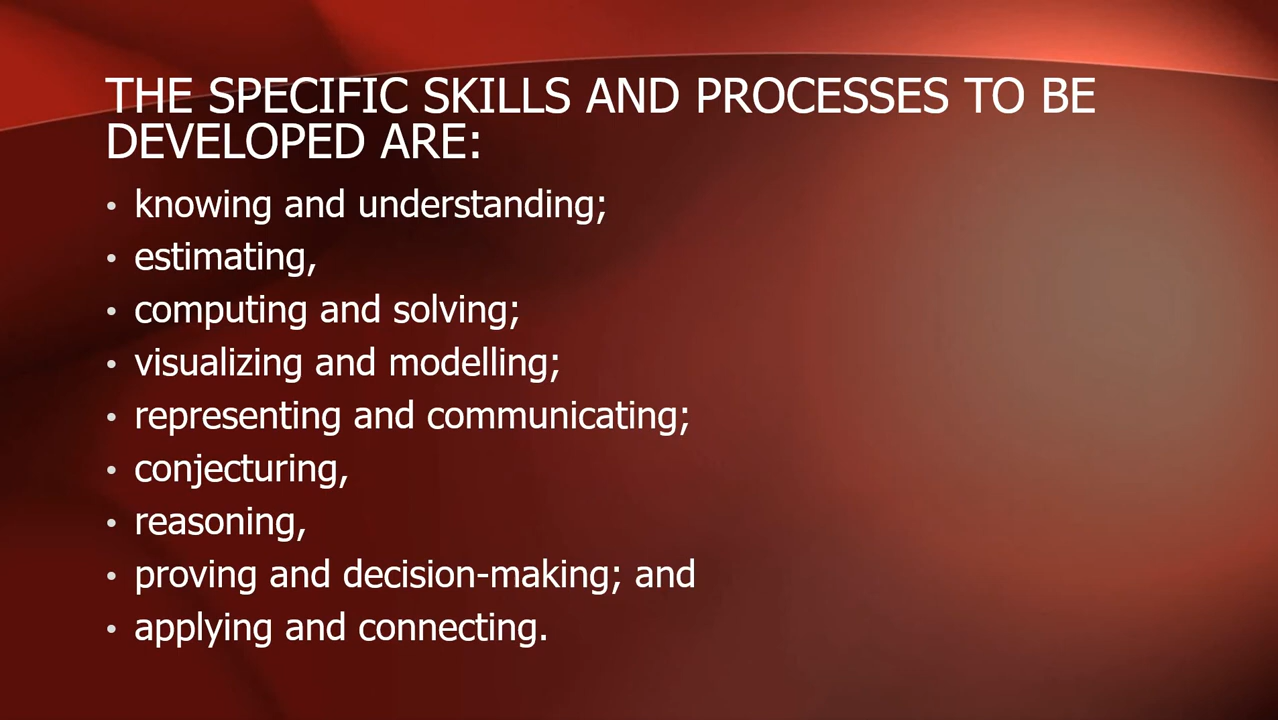 THE SPECIFIC SKILLS AND PROCESSES TO BE
DEVELOPED ARE:
• knowing and understanding;
• estimating,
• computing and solving;
• visualizing and modelling;
• representing and communicating;
• conjecturing,
• reasoning,
• proving and decision-making; and
• applying and connecting.